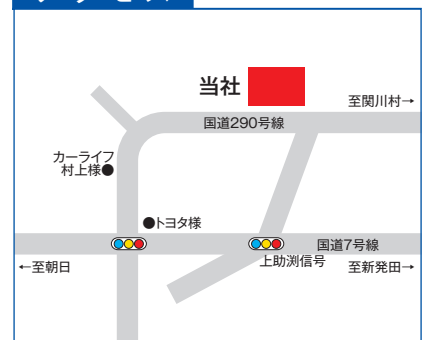 当社
至関川村→
国道290号線
カーライフ
村上様●
●トヨタ様
国道7号線
←至朝日
上助渕信号
至新発田→